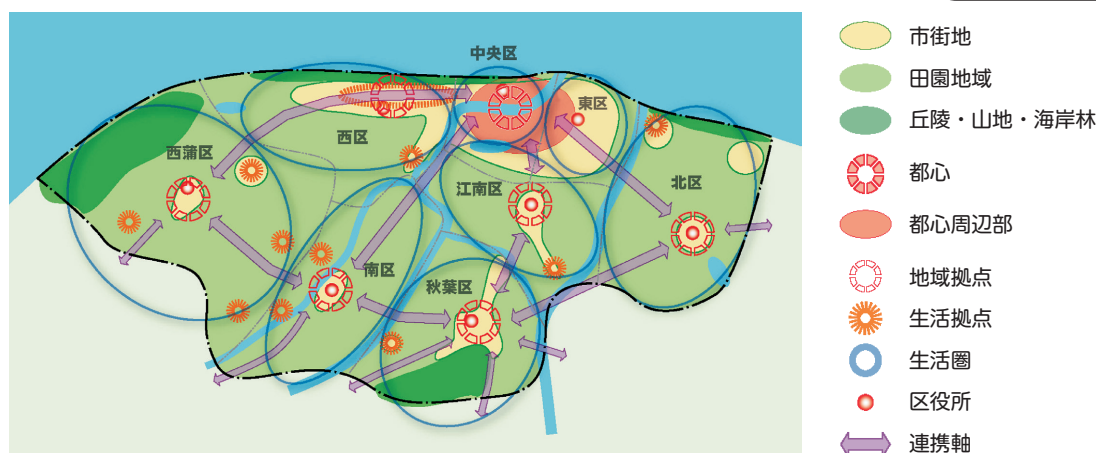 中央区
東区
西区
西蒲区
江南区
北区
南区
秋葉区
市街地
田園地域
丘陵・山地・海岸林
都心
都心周辺部
地域拠点
生活拠点
生活圏
区役所
連携軸